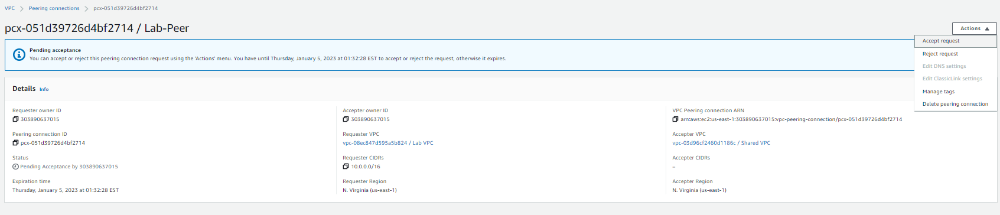 VPC > Peering connections > pcx-051d39726d4bf2714
pcx-051d39726d4bf2714 / Lab-Peer
Actions
Accept request
Reject request
Edit DNS settings
Edit ClassicLink settings
Manage tags
Delete peering connection
Pending acceptance
You can accept or reject this peering connection request using the 'Actions' menu. You have until Thursday, January 5, 2023 at 01:32:28 EST to accept or reject the request, otherwise it expires.
Details Info
Requester owner ID
303890637015
Accepter owner ID
303890637015
VPC Peering connection ARN
arn:aws:ec2:us-east-1:303890637015:vpc-peering-connection/pcx-051d39726d4bf2714
Peering connection ID
pcx-051d39726d4bf2714
Requester VPC
vpc-08ec847d595a5b824 / Lab VPC
Accepter VPC
vpc-03d96cf2460d1186c / Shared VPC
Status
Pending Acceptance by 303890637015
Requester CIDRs
10.0.0.0/16
Accepter CIDRs
–
Expiration time
Thursday, January 5, 2023 at 01:32:28 EST
Requester Region
N. Virginia (us-east-1)
Accepter Region
N. Virginia (us-east-1)